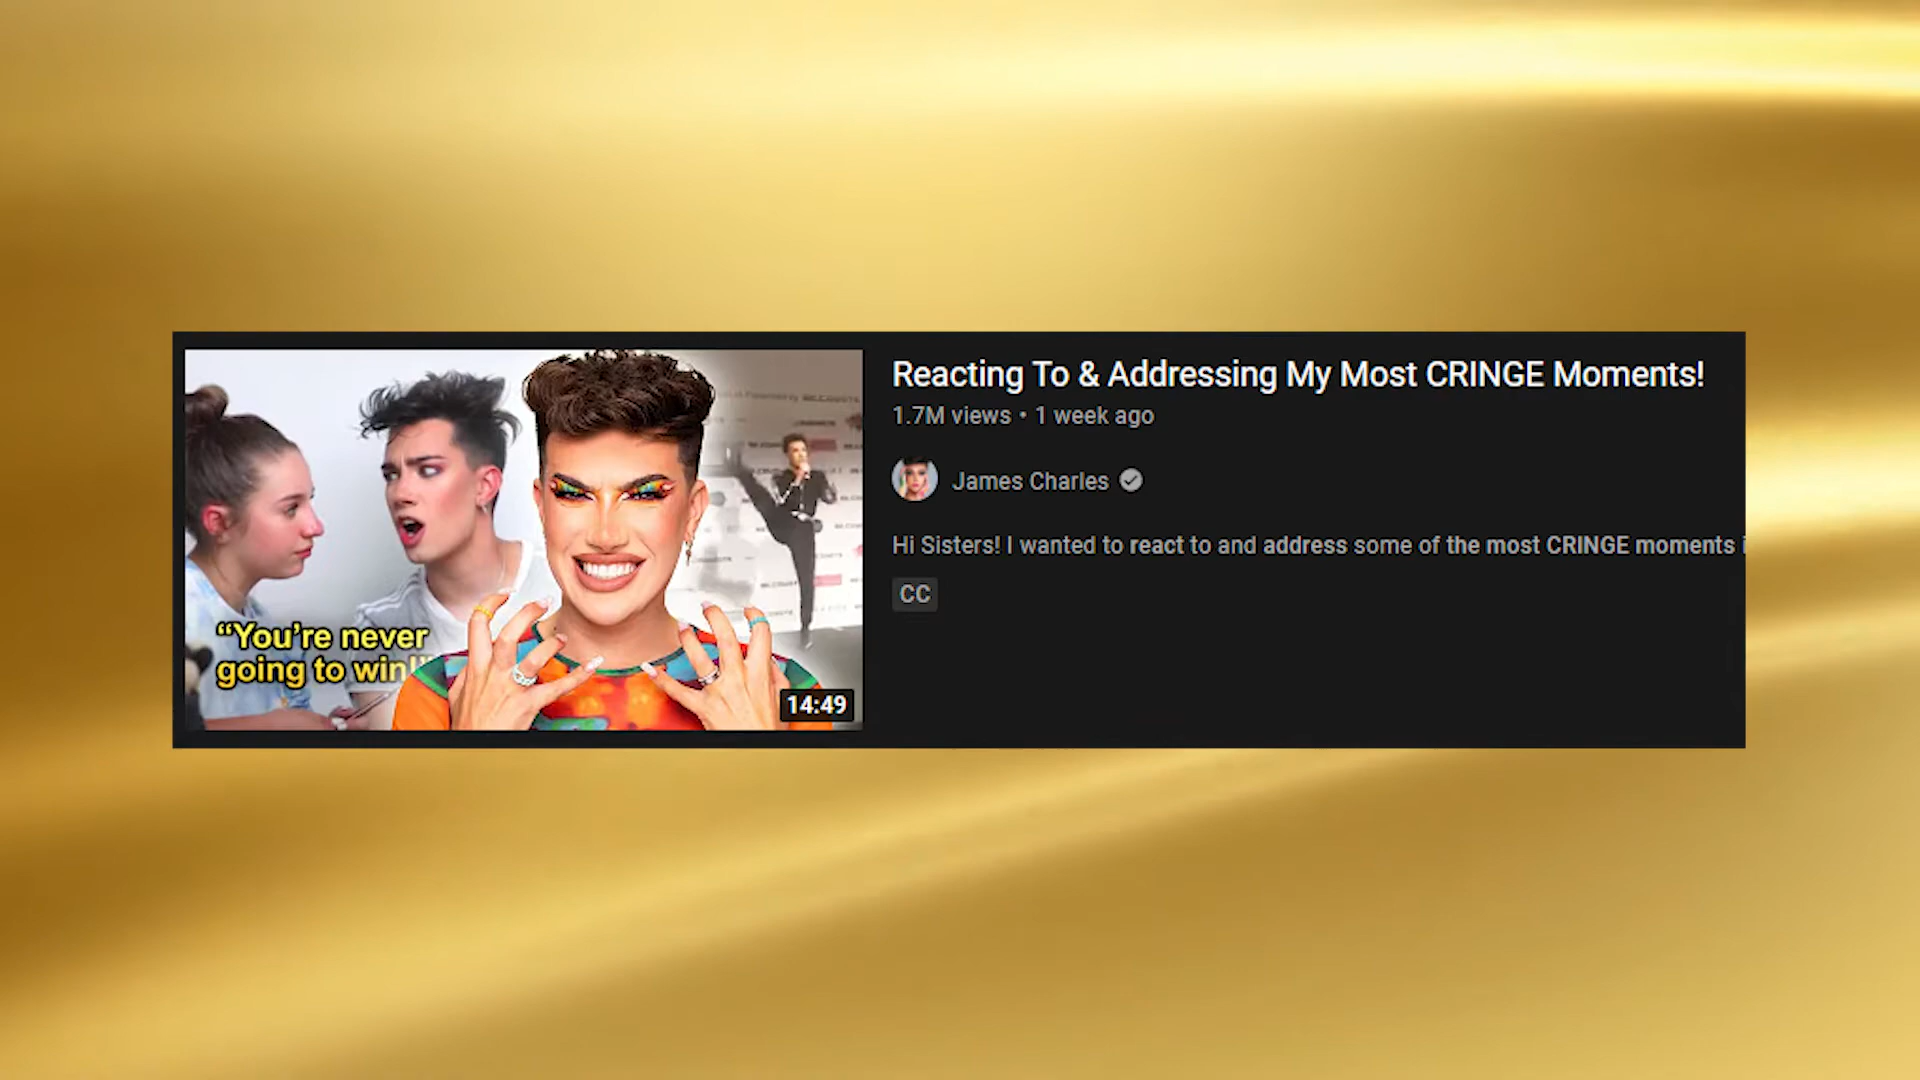 Reacting To & Addressing My Most CRINGE Moments!
1.7M views • 1 week ago
James Charles
Hi Sisters! I wanted to react to and address some of the most CRINGE moments i
CC
“You’re never
going to win!”
14:49